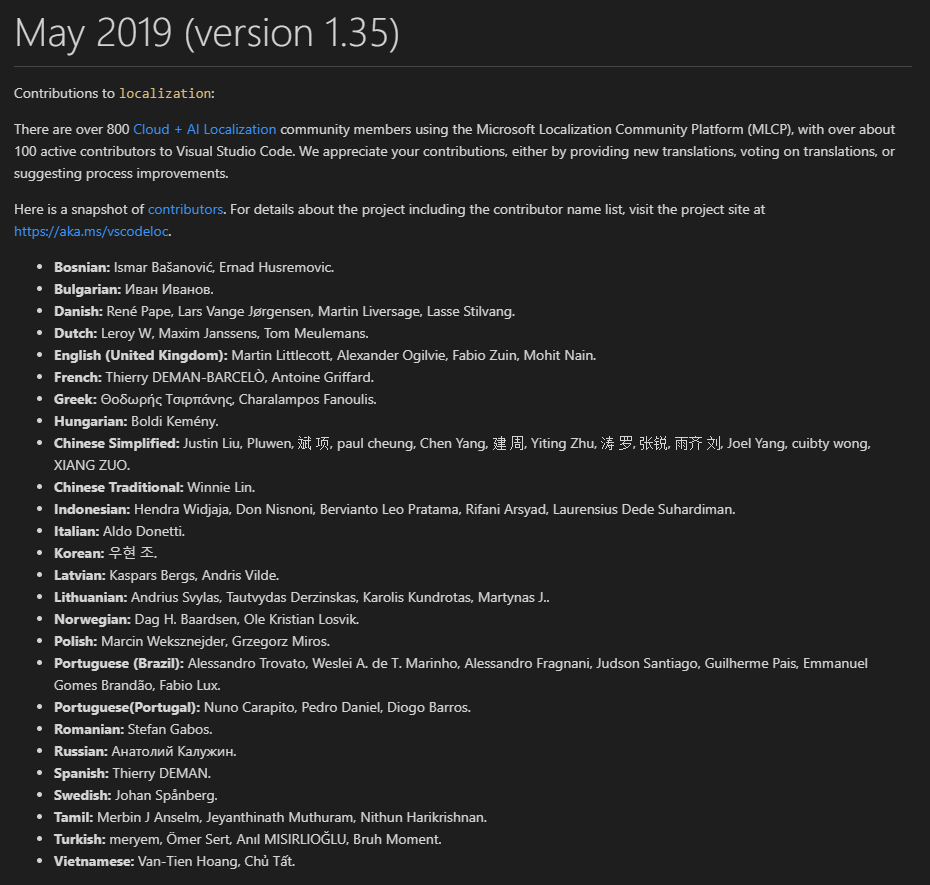 May 2019 (version 1.35)
Contributions to localization:
There are over 800 Cloud + AI Localization community members using the Microsoft Localization Community Platform (MLCP), with over about
100 active contributors to Visual Studio Code. We appreciate your contributions, either by providing new translations, voting on translations, or
suggesting process improvements.
Here is a snapshot of contributors. For details about the project including the contributor name list, visit the project site at
https://aka.ms/vscodeloc.
• Bosnian: Ismar Bašanović, Ernad Husremovic.
• Bulgarian: Иван Иванов.
• Danish: René Pape, Lars Vange Jørgensen, Martin Liversage, Lasse Stilvang.
• Dutch: Leroy W, Maxim Janssens, Tom Meulemans.
• English (United Kingdom): Martin Littlecott, Alexander Ogilvie, Fabio Zuin, Mohit Nain.
• French: Thierry DEMAN-BARCELÒ, Antoine Griffard.
• Greek: Θοδωρής Τσιρπάνης, Charalampos Fanoulis.
• Hungarian: Boldi Kemény.
• Chinese Simplified: Justin Liu, Pluwen, 斌 项, paul cheung, Chen Yang, 建 周, Yiting Zhu, 涛 罗, 张锐, 雨齐 刘, Joel Yang, cuibty wong,
XIANG ZUO.
• Chinese Traditional: Winnie Lin.
• Indonesian: Hendra Widjaja, Don Nisnoni, Bervianto Leo Pratama, Rifani Arsyad, Laurensius Dede Suhardiman.
• Italian: Aldo Donetti.
• Korean: 우현 조.
• Latvian: Kaspars Bergs, Andris Vilde.
• Lithuanian: Andrius Svylas, Tautvydas Derzinskas, Karolis Kundrotas, Martynas J..
• Norwegian: Dag H. Baardsen, Ole Kristian Losvik.
• Polish: Marcin Weksznejder, Grzegorz Miros.
• Portuguese (Brazil): Alessandro Trovato, Weslei A. de T. Marinho, Alessandro Fragnani, Judson Santiago, Guilherme Pais, Emmanuel
Gomes Brandão, Fabio Lux.
• Portuguese(Portugal): Nuno Carapito, Pedro Daniel, Diogo Barros.
• Romanian: Stefan Gabos.
• Russian: Анатолий Калужин.
• Spanish: Thierry DEMAN.
• Swedish: Johan Spånberg.
• Tamil: Merbin J Anselm, Jeyanthinath Muthuram, Nithun Harikrishnan.
• Turkish: meryem, Ömer Sert, Anıl MISIRLIOĞLU, Bruh Moment.
• Vietnamese: Van-Tien Hoang, Chủ Tất.